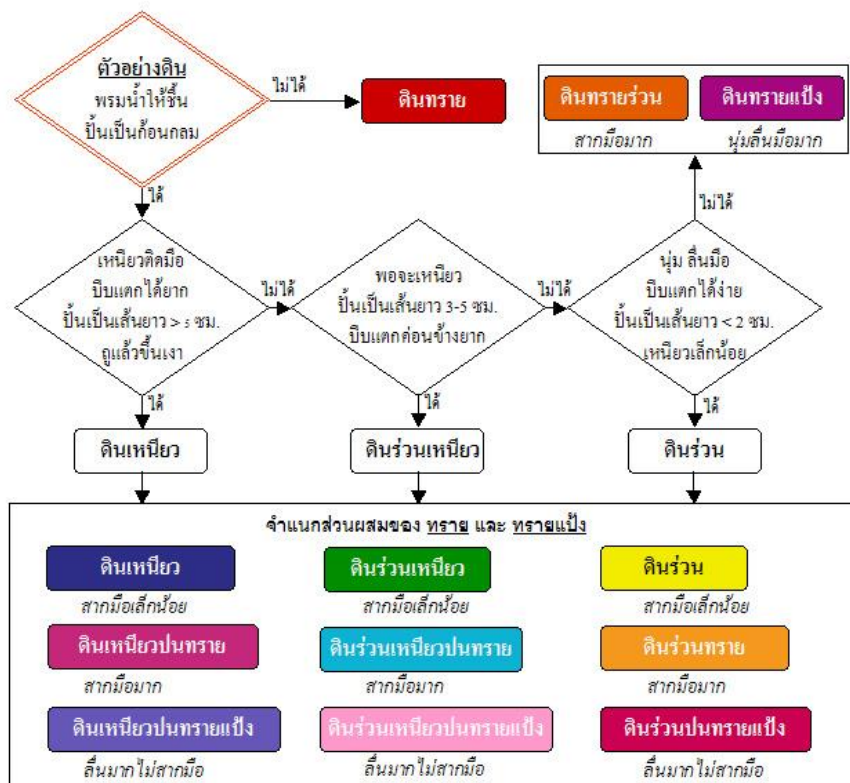 ตัวอย่างดิน
พรมน้ำให้ชื้น
ปั้นเป็นก้อนกลม
ไม่ได้
ดินทราย
ดินทรายร่วน
สากมือมาก
ดินทรายแป้ง
นุ่มลื่นมือมาก
ได้
ไม่ได้
เหนียวติดมือ
บีบแตกได้ยาก
ปั้นเป็นเส้นยาว > 5 ซม.
ถูแล้วขึ้นเงา
ไม่ได้
พอจะเหนียว
ปั้นเป็นเส้นยาว 3-5 ซม.
บีบแตกค่อนข้างยาก
ไม่ได้
นุ่ม ลื่นมือ
บีบแตกได้ง่าย
ปั้นเป็นเส้นยาว < 2 ซม.
เหนียวเล็กน้อย
ได้
ได้
ได้
ดินเหนียว
ดินร่วนเหนียว
ดินร่วน
จำแนกส่วนผสมของ ทราย และ ทรายแป้ง
ดินเหนียว
สากมือเล็กน้อย
ดินร่วนเหนียว
สากมือเล็กน้อย
ดินร่วน
สากมือเล็กน้อย
ดินเหนียวปนทราย
สากมือมาก
ดินร่วนเหนียวปนทราย
สากมือมาก
ดินร่วนทราย
สากมือมาก
ดินเหนียวปนทรายแป้ง
ลื่นมากไม่สากมือ
ดินร่วนเหนียวปนทรายแป้ง
ลื่นมากไม่สากมือ
ดินร่วนปนทรายแป้ง
ลื่นมากไม่สากมือ